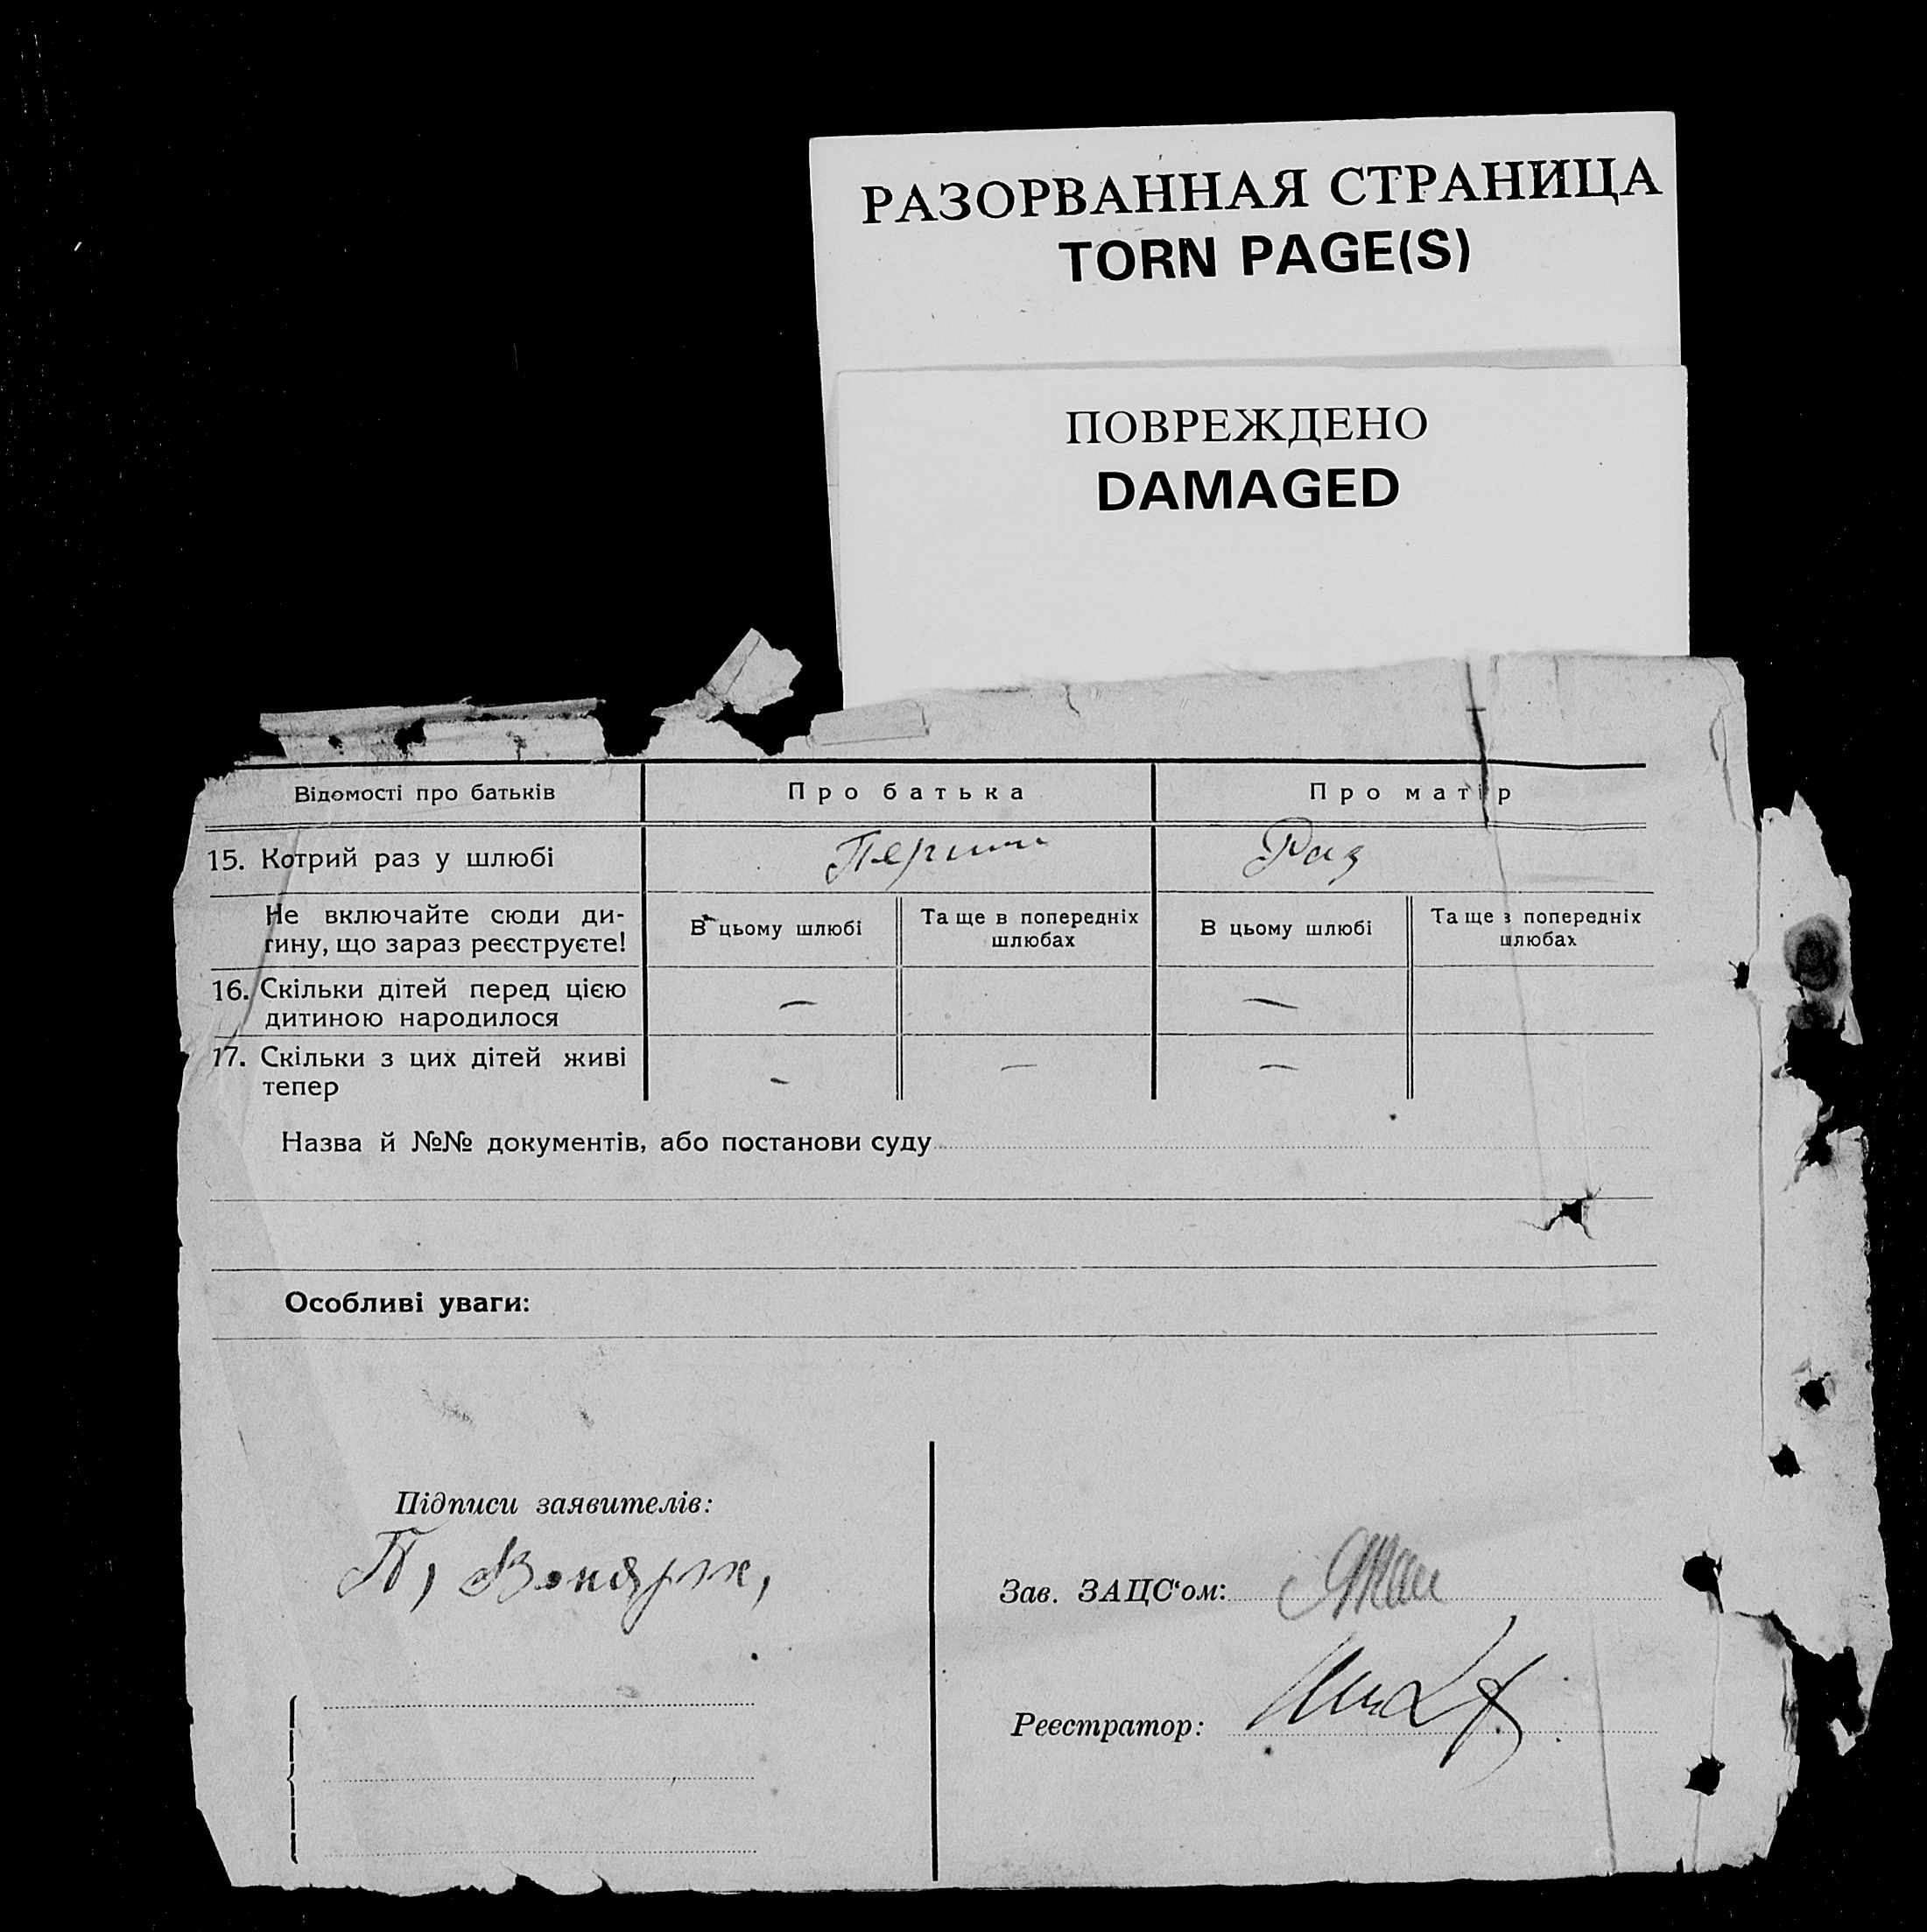 РАЗОРВАННАЯ СТРАНИЦА
TORN PAGE(S)
ПОВРЕЖДЕНО
DAMAGED
Відомості про батьків Про батька Про матір
15. Котрий раз у шлюбі Раз
Не включайте сюди ди-
тину, що зараз реєструєте!
В цьому шлюбі
Та ще в попередніх
шлюбах
В цьому шлюбі
Та ще в попередніх
шлюбах
16. Скільки дітей перед цією
дитиною народилося
— —
17. Скільки з цих дітей живі
тепер
- — —
Назва й №№ документів, або постанови суду
Особливі уваги:
Підписи заявителів:
Зав. ЗАЦС'ом:
Реєстратор: